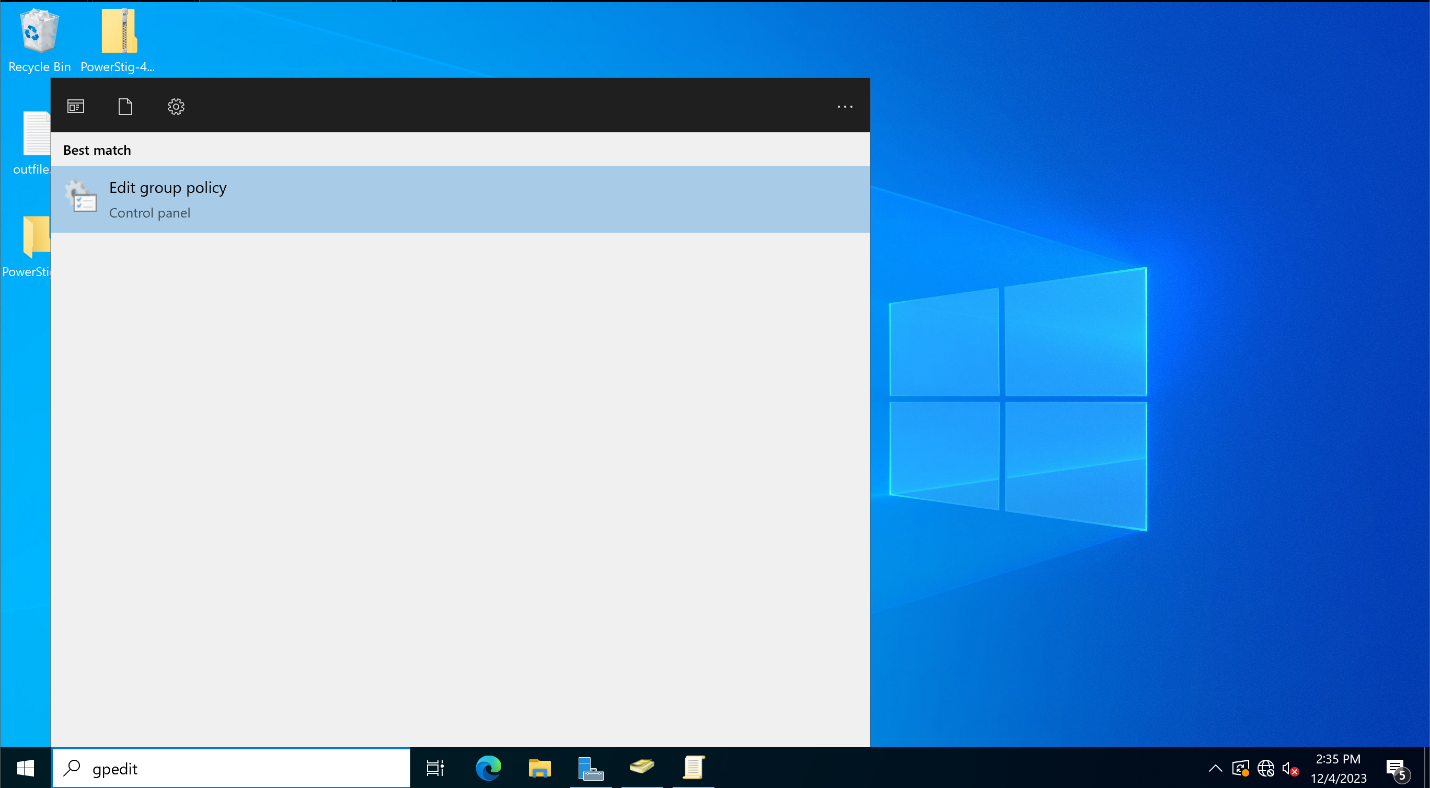 Recycle Bin
PowerStig-4...
outfile.
PowerSti
...
Best match
Edit group policy
Control panel
gpedit
2:35 PM
12/4/2023
5